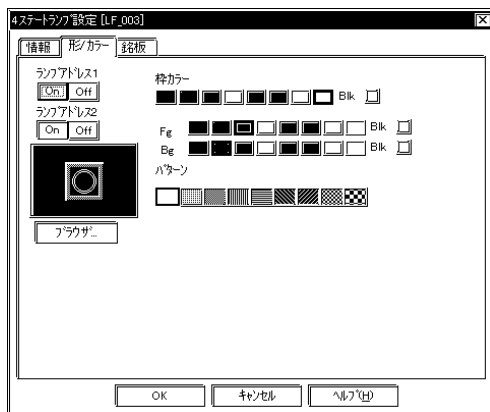 4ステートランプ設定 [LF_003]
情報 形/カラー 銘板
ランプアドレス1
On Off
ランプアドレス2
On Off
枠カラー
Blk
Fg Blk
Bg Blk
パターン
ブラウザ...
OK キャンセル ヘルプ(H)